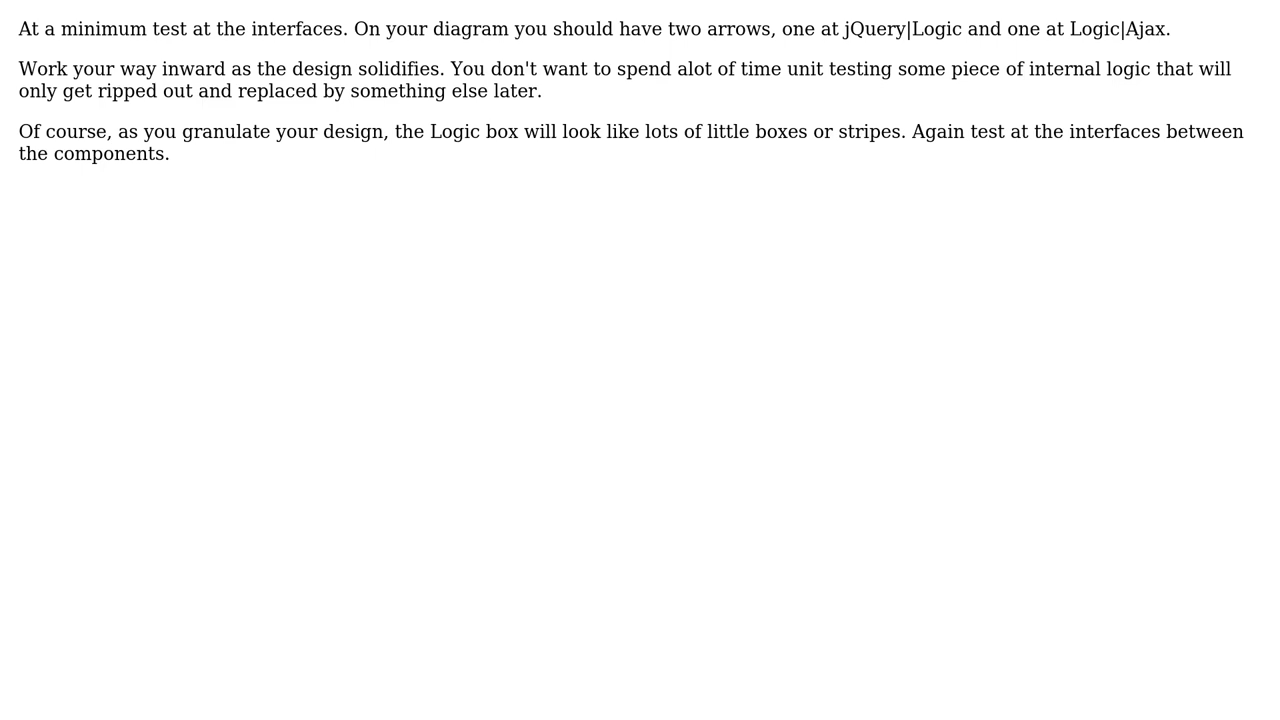 At a minimum test at the interfaces. On your diagram you should have two arrows, one at jQuery|Logic and one at Logic|Ajax.
Work your way inward as the design solidifies. You don't want to spend alot of time unit testing some piece of internal logic that will
only get ripped out and replaced by something else later.
Of course, as you granulate your design, the Logic box will look like lots of little boxes or stripes. Again test at the interfaces between
the components.